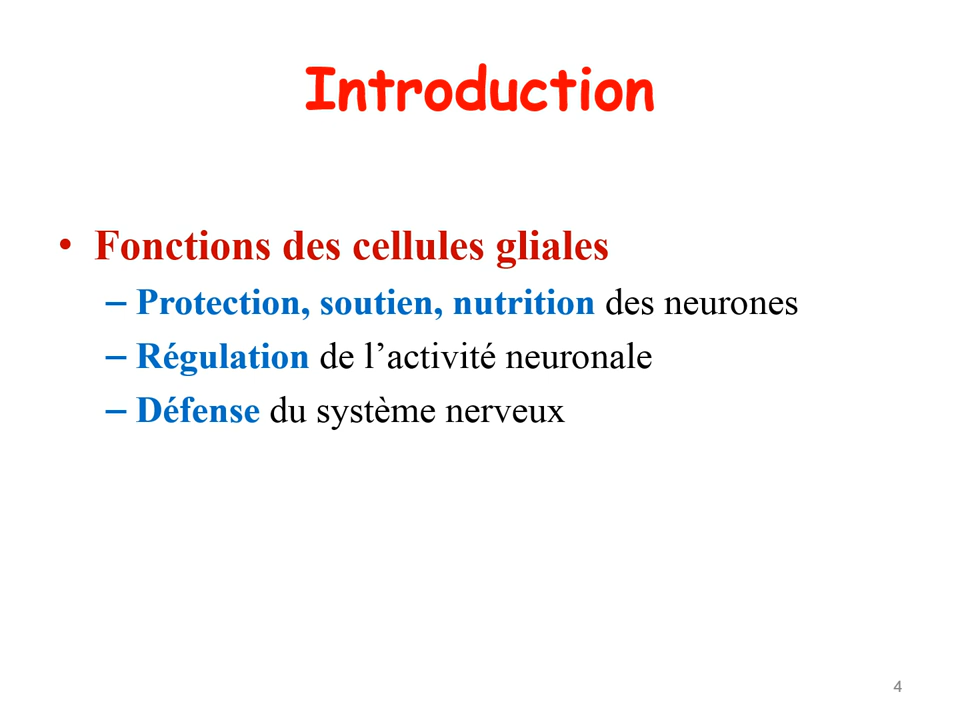 Introduction
• Fonctions des cellules gliales
– Protection, soutien, nutrition des neurones
– Régulation de l’activité neuronale
– Défense du système nerveux
4